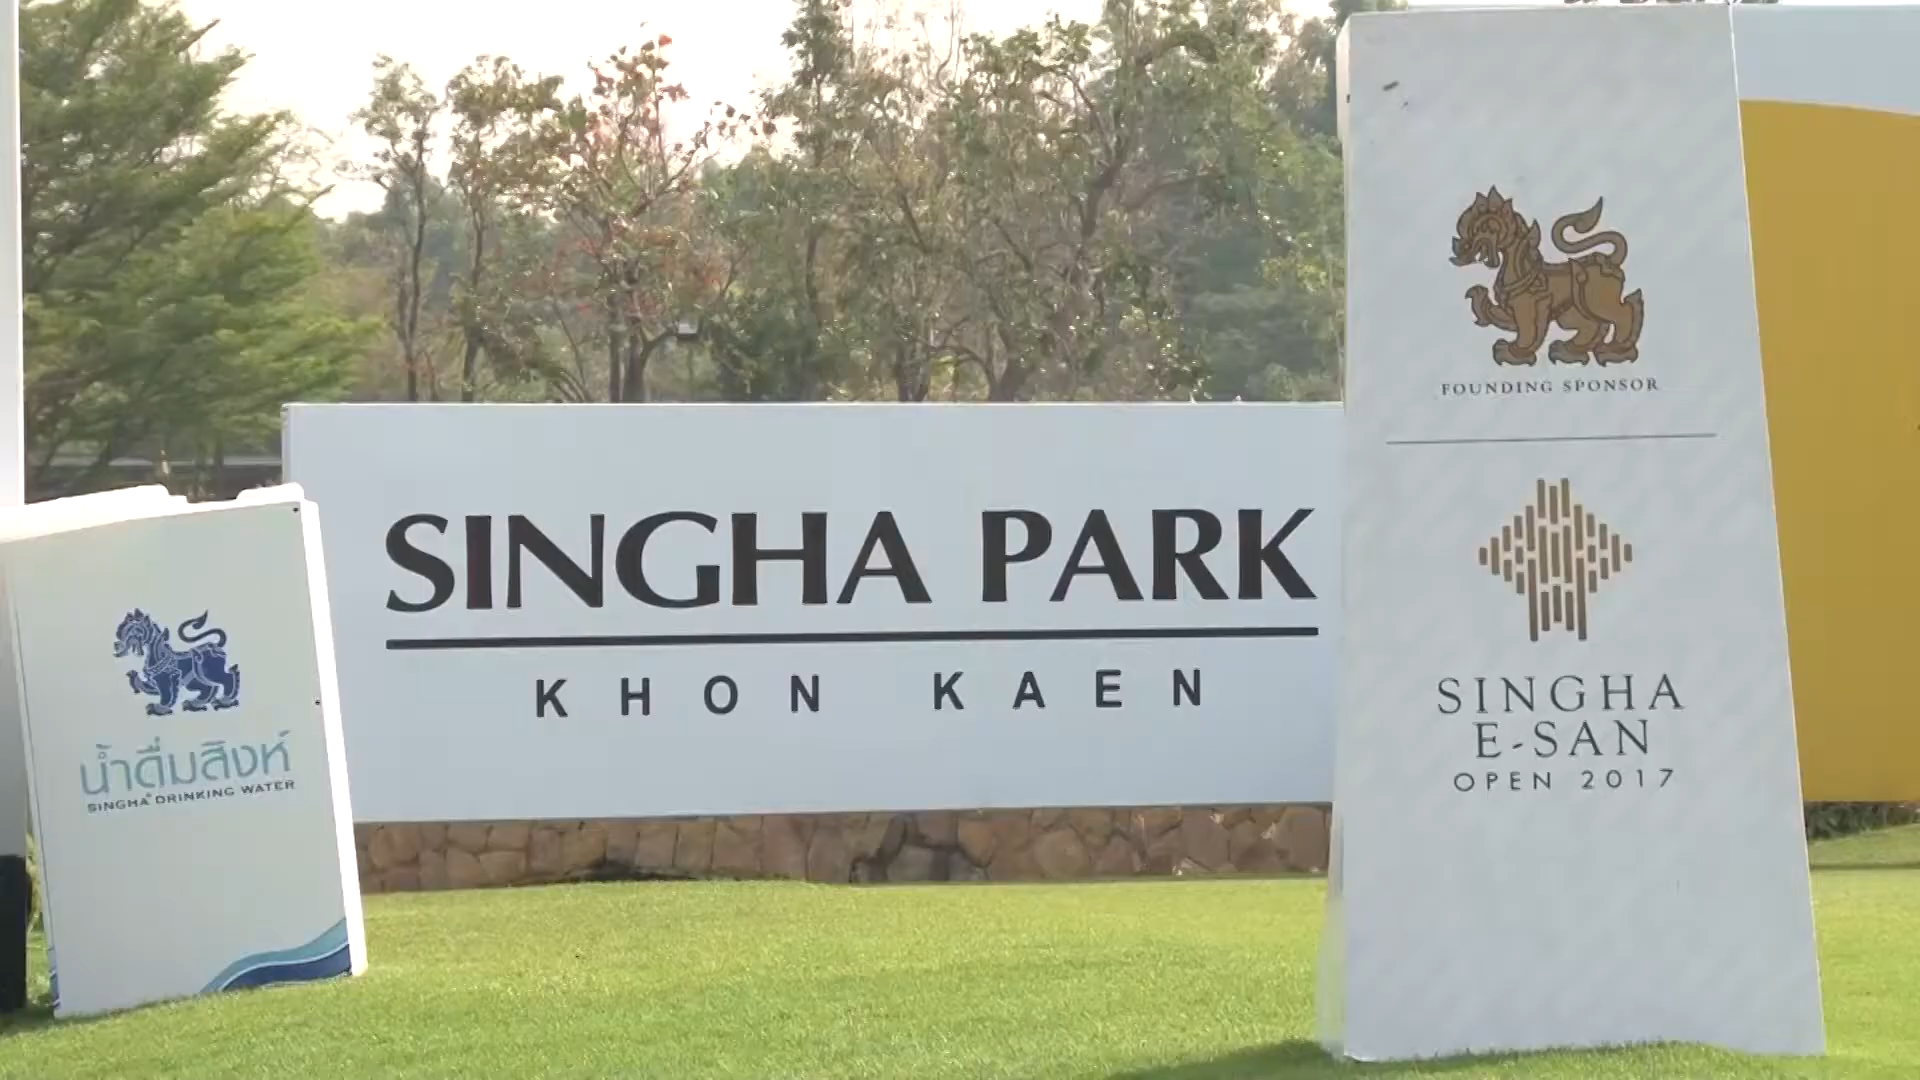 น้ำดื่มสิงห์
SINGHA® DRINKING WATER
SINGHA PARK
KHON KAEN
FOUNDING SPONSOR
SINGHA
E-SAN
OPEN 2017